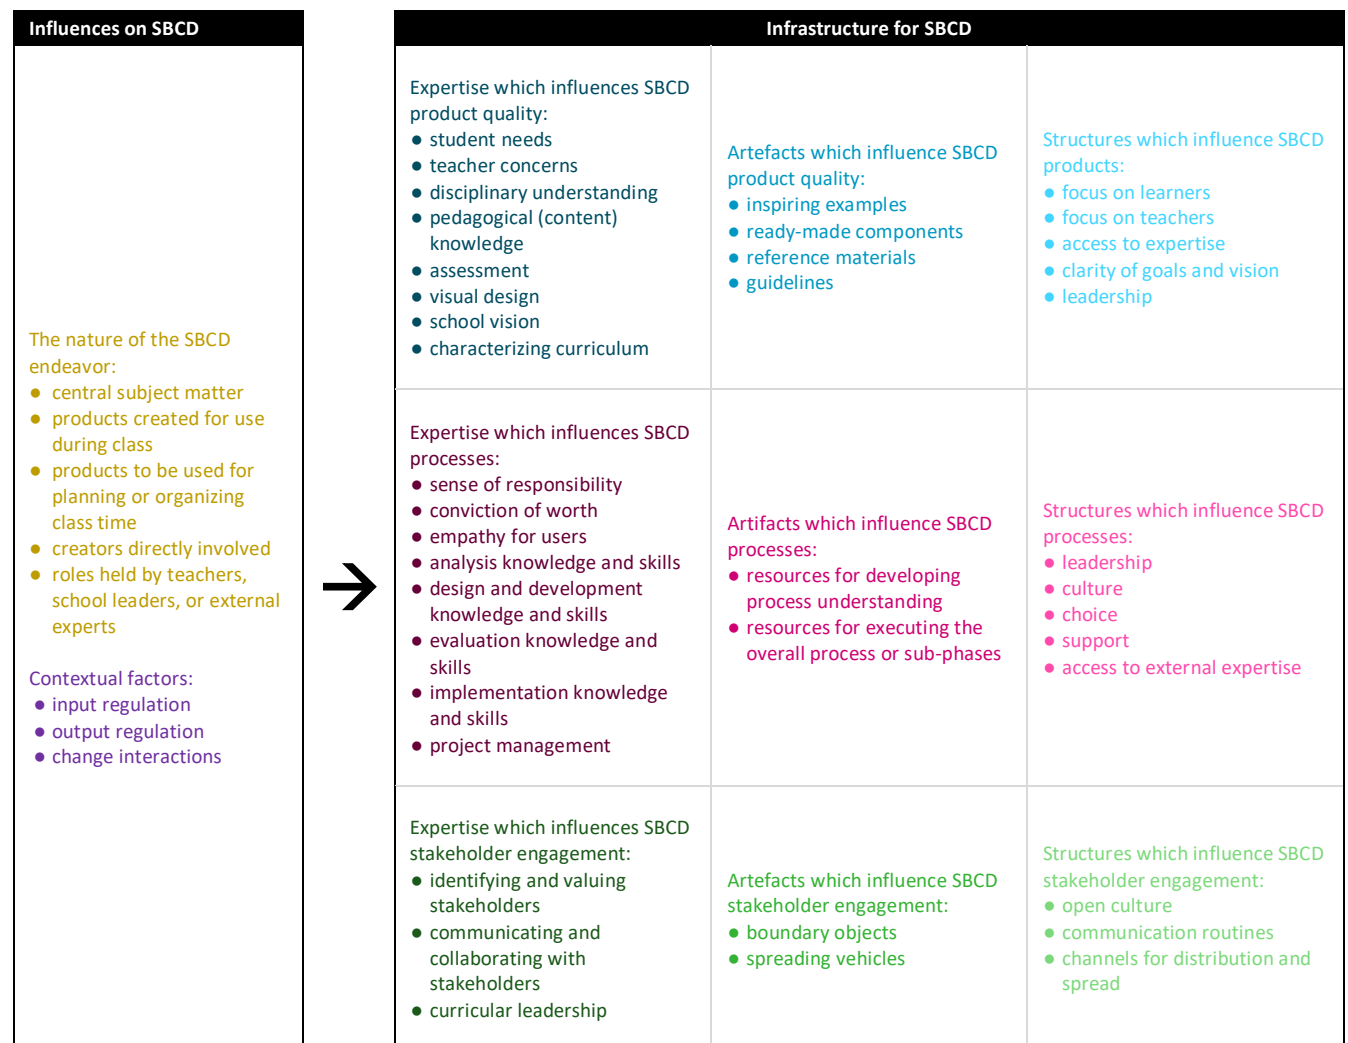 Influences on SBCD
The nature of the SBCD
endeavor:
● central subject matter
● products created for use
during class
● products to be used for
planning or organizing
class time
● creators directly involved
● roles held by teachers,
school leaders, or external
experts
Contextual factors:
● input regulation
● output regulation
● change interactions
Infrastructure for SBCD
Expertise which influences SBCD
product quality:
● student needs
● teacher concerns
● disciplinary understanding
● pedagogical (content)
knowledge
● assessment
● visual design
● school vision
● characterizing curriculum
Artefacts which influence SBCD
product quality:
● inspiring examples
● ready-made components
● reference materials
● guidelines
Structures which influence SBCD
products:
● focus on learners
● focus on teachers
● access to expertise
● clarity of goals and vision
● leadership
Expertise which influences SBCD
processes:
● sense of responsibility
● conviction of worth
● empathy for users
● analysis knowledge and skills
● design and development
knowledge and skills
● evaluation knowledge and
skills
● implementation knowledge
and skills
● project management
Artifacts which influence SBCD
processes:
● resources for developing
process understanding
● resources for executing the
overall process or sub-phases
Structures which influence SBCD
processes:
● leadership
● culture
● choice
● support
● access to external expertise
Expertise which influences SBCD
stakeholder engagement:
● identifying and valuing
stakeholders
● communicating and
collaborating with
stakeholders
● curricular leadership
Artefacts which influence SBCD
stakeholder engagement:
● boundary objects
● spreading vehicles
Structures which influence SBCD
stakeholder engagement:
● open culture
● communication routines
● channels for distribution and
spread